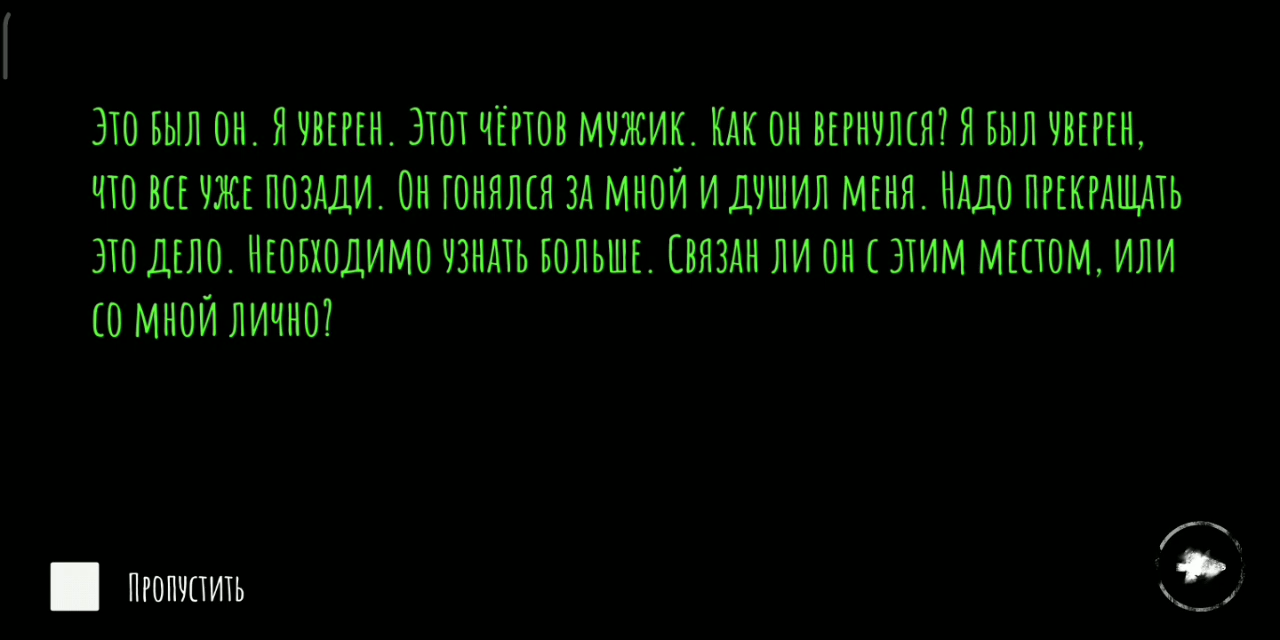 Это был он. Я уверен. Этот чёртов мужик. Как он вернулся? Я был уверен,
что все уже позади. Он гонялся за мной и душил меня. Надо прекращать
это дело. Необходимо узнать больше. Связан ли он с этим местом, или
со мной лично?
Пропустить